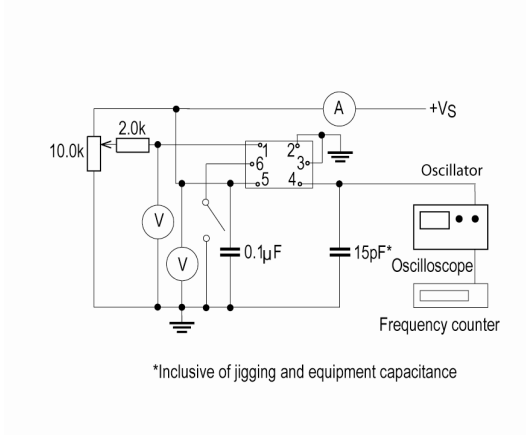 A
+VS
2.0k
10.0k
1
2
6
3
5
4
Oscillator
V
V
0.1µF
15pF*
Oscilloscope
Frequency counter
*Inclusive of jigging and equipment capacitance